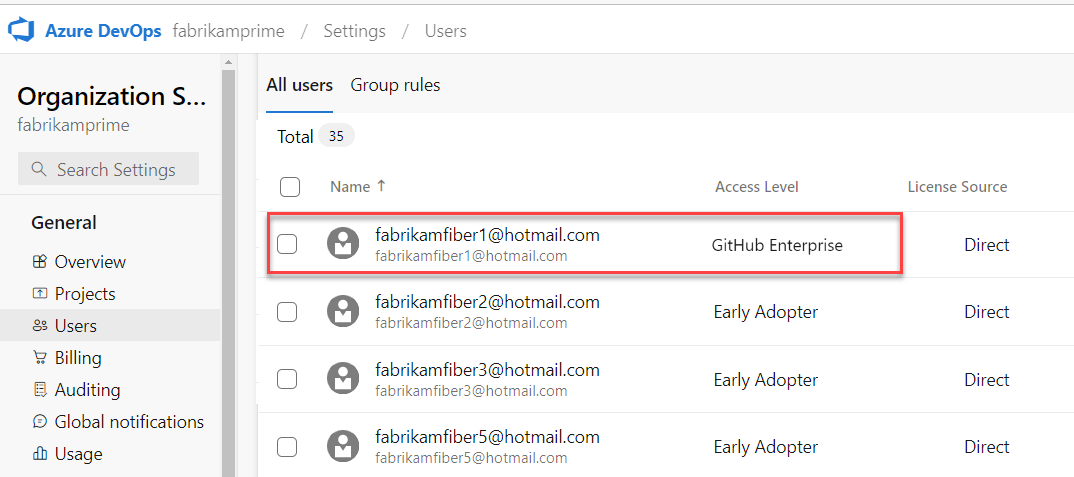 Azure DevOps fabrikamprime / Settings / Users
Organization S...
fabrikamprime
Search Settings
General
Overview
Projects
Users
Billing
Auditing
Global notifications
Usage
All users Group rules
Total 35
Name ↑ Access Level License Source
fabrikamfiber1@hotmail.com
fabrikamfiber1@hotmail.com
GitHub Enterprise Direct
fabrikamfiber2@hotmail.com
fabrikamfiber2@hotmail.com
Early Adopter Direct
fabrikamfiber3@hotmail.com
fabrikamfiber3@hotmail.com
Early Adopter Direct
fabrikamfiber5@hotmail.com
fabrikamfiber5@hotmail.com
Early Adopter Direct